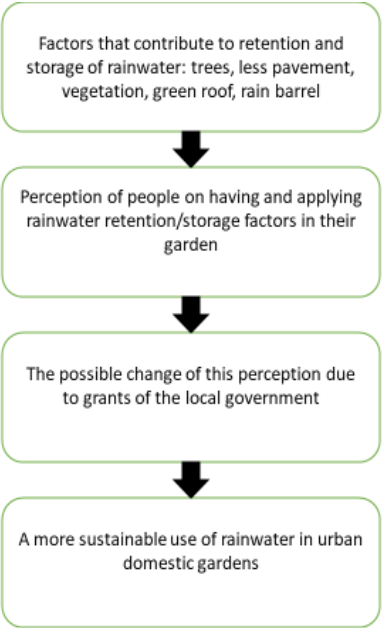 Factors that contribute to retention and
storage of rainwater: trees, less pavement,
vegetation, green roof, rain barrel
Perception of people on having and applying
rainwater retention/storage factors in their
garden
The possible change of this perception due
to grants of the local government
A more sustainable use of rainwater in urban
domestic gardens